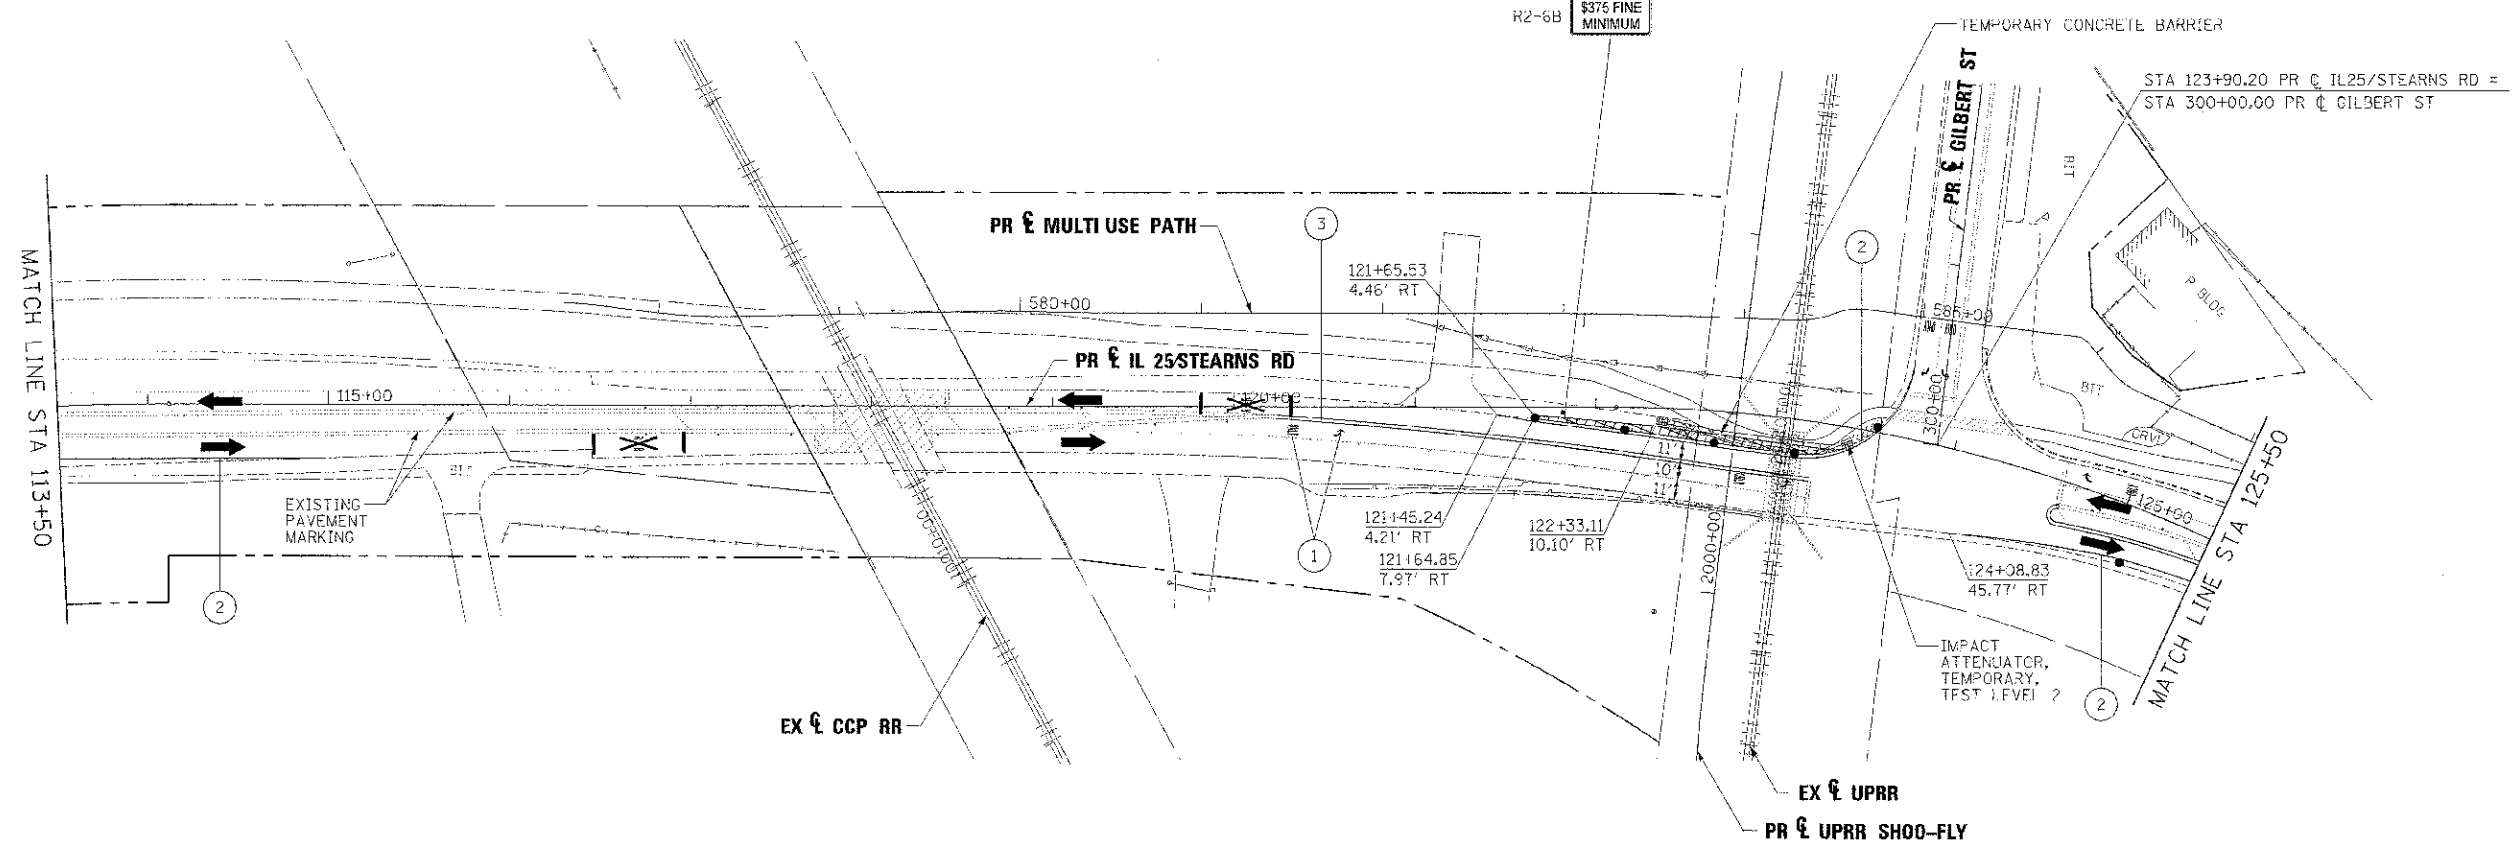 R2-6B
$375 FINE
MINIMUM
TEMPORARY CONCRETE BARRIER
STA 123+90.20 PR ℄ IL25/STEARNS RD =
STA 300+00.00 PR ℄ GILBERT ST
PR ℄ GILBERT ST
BIT
P BLDG
PR ℄ MULTI USE PATH
3
2
121+65.53
4.46' RT
580+00
586+00
MATCH LINE STA 113+50
PR ℄ IL 25/STEARNS RD
115+00
120+00
300+00
BIT
GRVL
11'
10'
11'
BIT
EXISTING
PAVEMENT
MARKING
121+45.24
4.21' RT
122+33.11
10.10' RT
121+64.85
7.97' RT
1
2
125+00
MATCH LINE STA 125+50
12000+00
124+08.83
45.77' RT
IMPACT
ATTENUATOR,
TEMPORARY,
TEST LEVEL 2
2
EX ℄ CCP RR
EX ℄ UPRR
PR ℄ UPRR SHOO-FLY